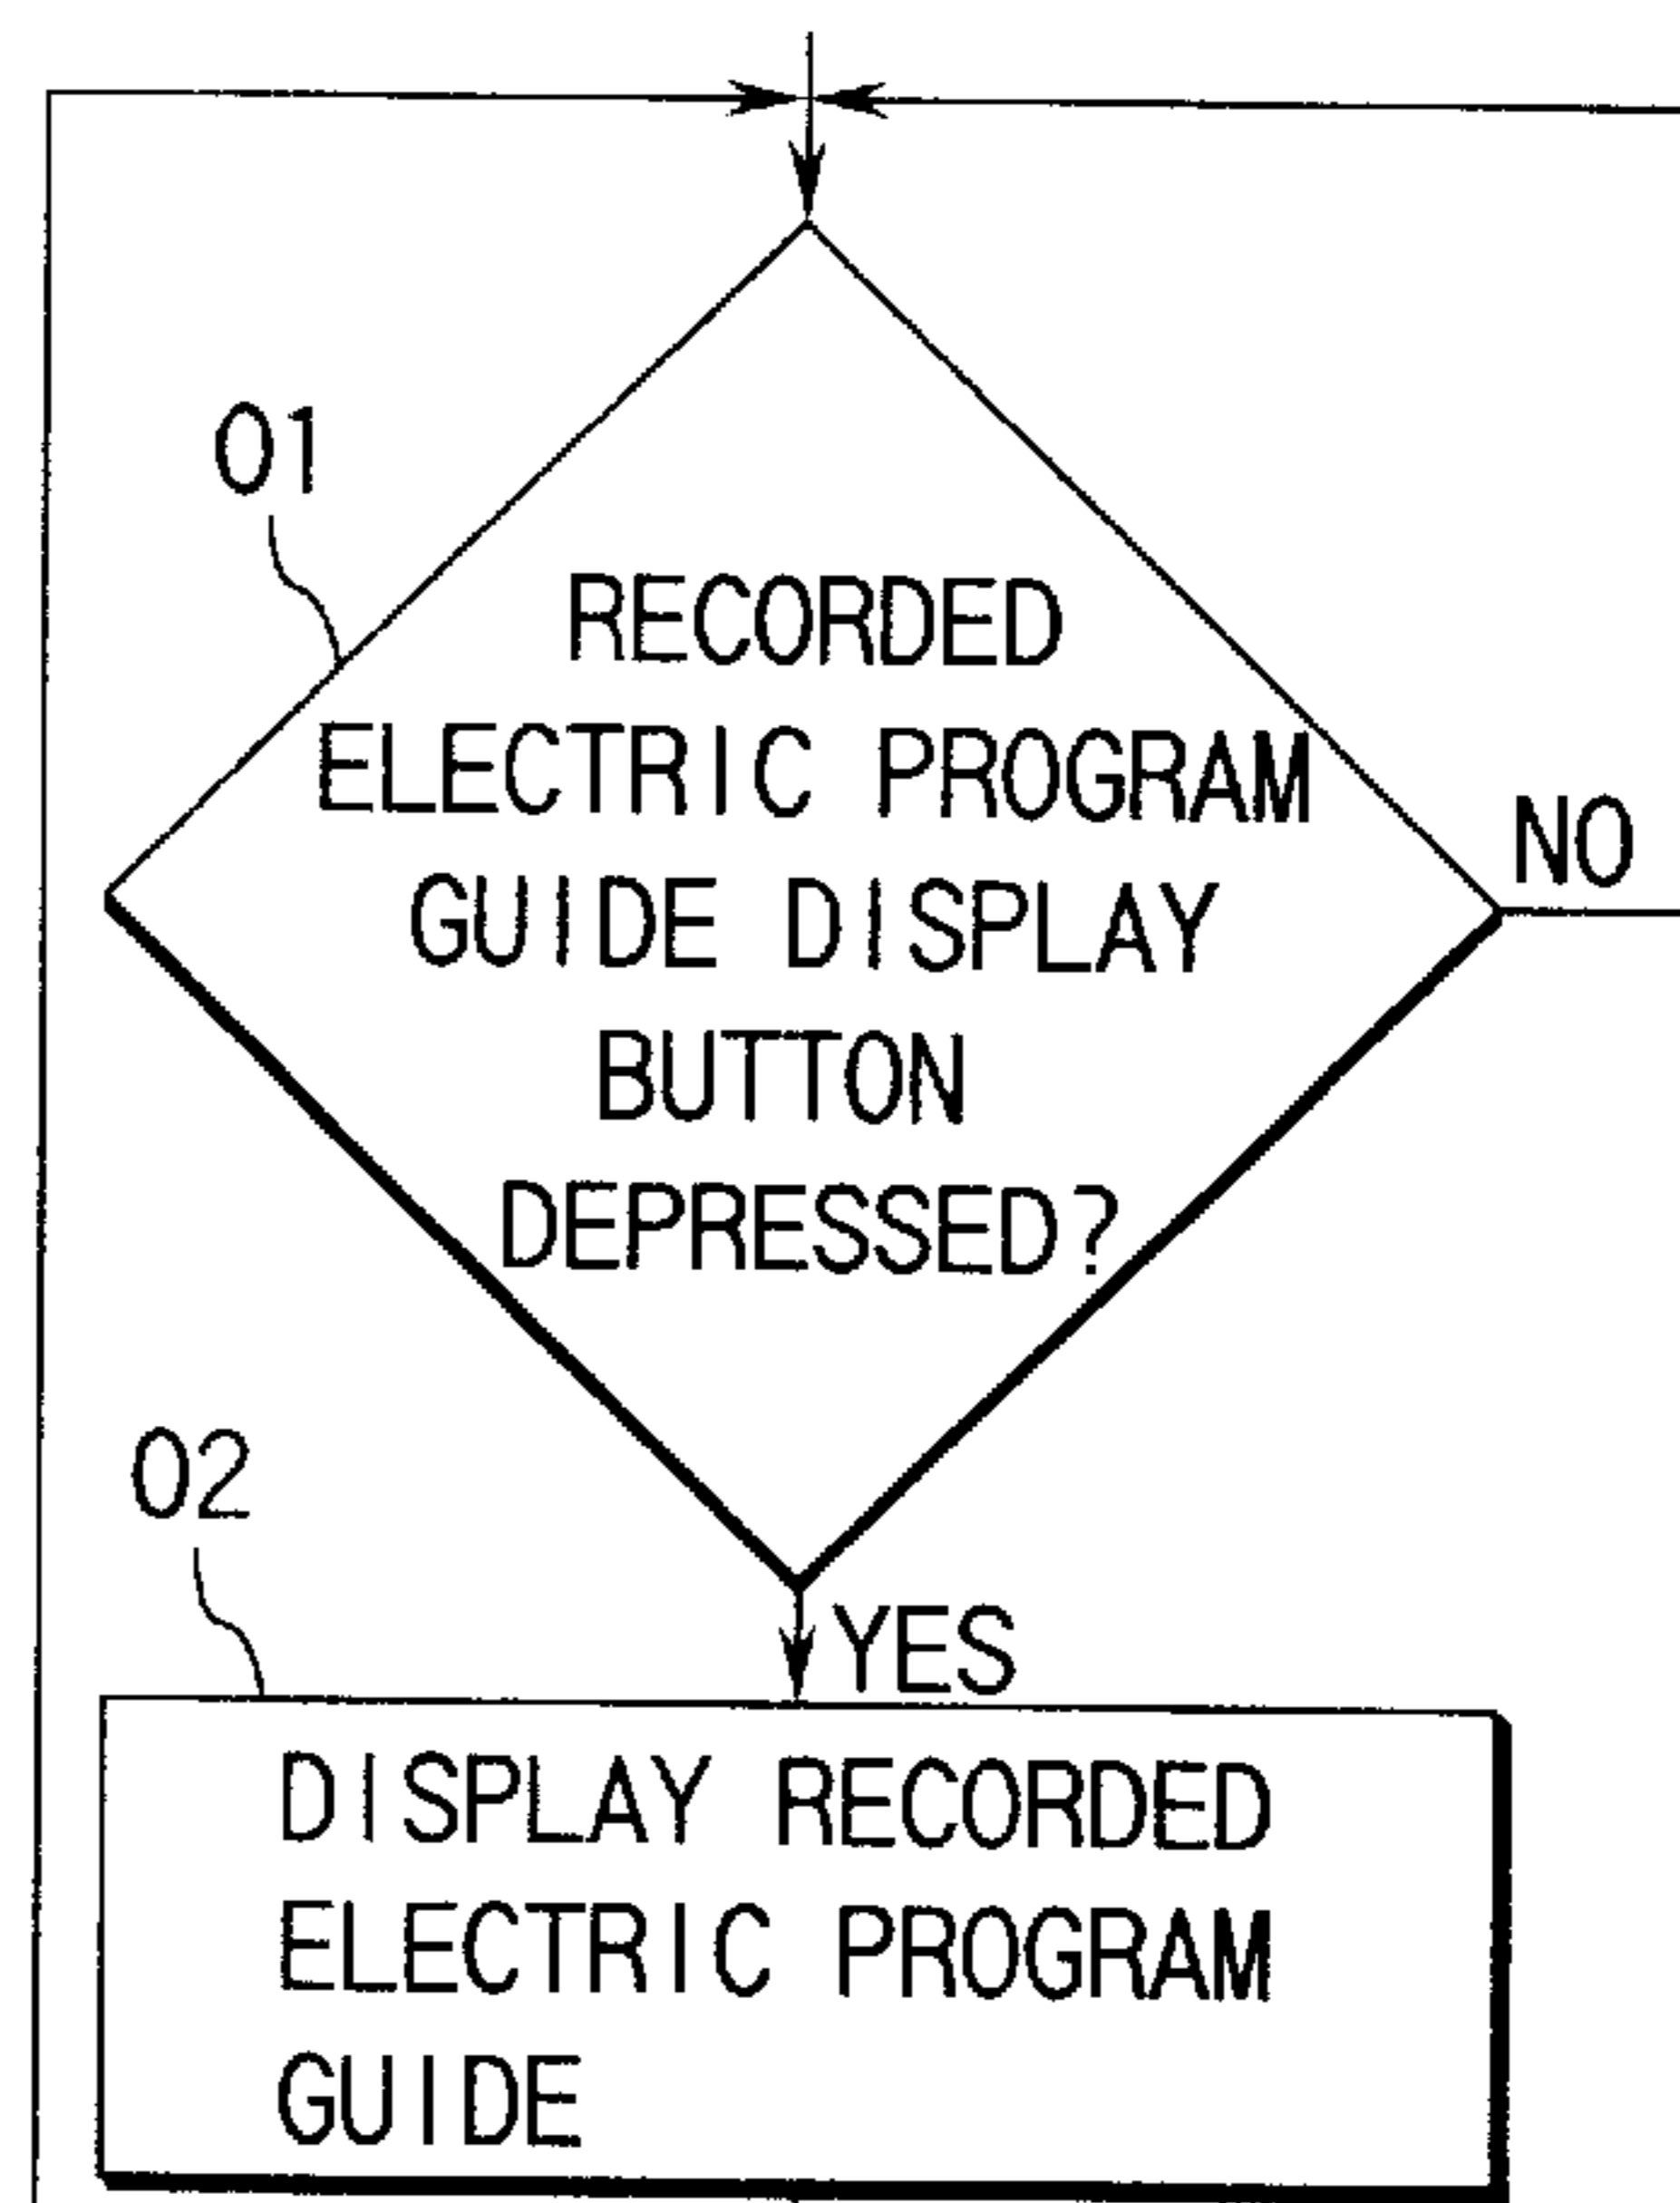 01
RECORDED
ELECTRIC PROGRAM
GUIDE DISPLAY
BUTTON
DEPRESSED?
NO
02
YES
DISPLAY RECORDED
ELECTRIC PROGRAM
GUIDE